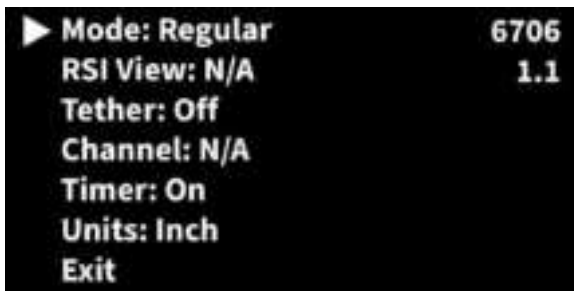 Mode: Regular 6706
RSI View: N/A 1.1
Tether: Off
Channel: N/A
Timer: On
Units: Inch
Exit